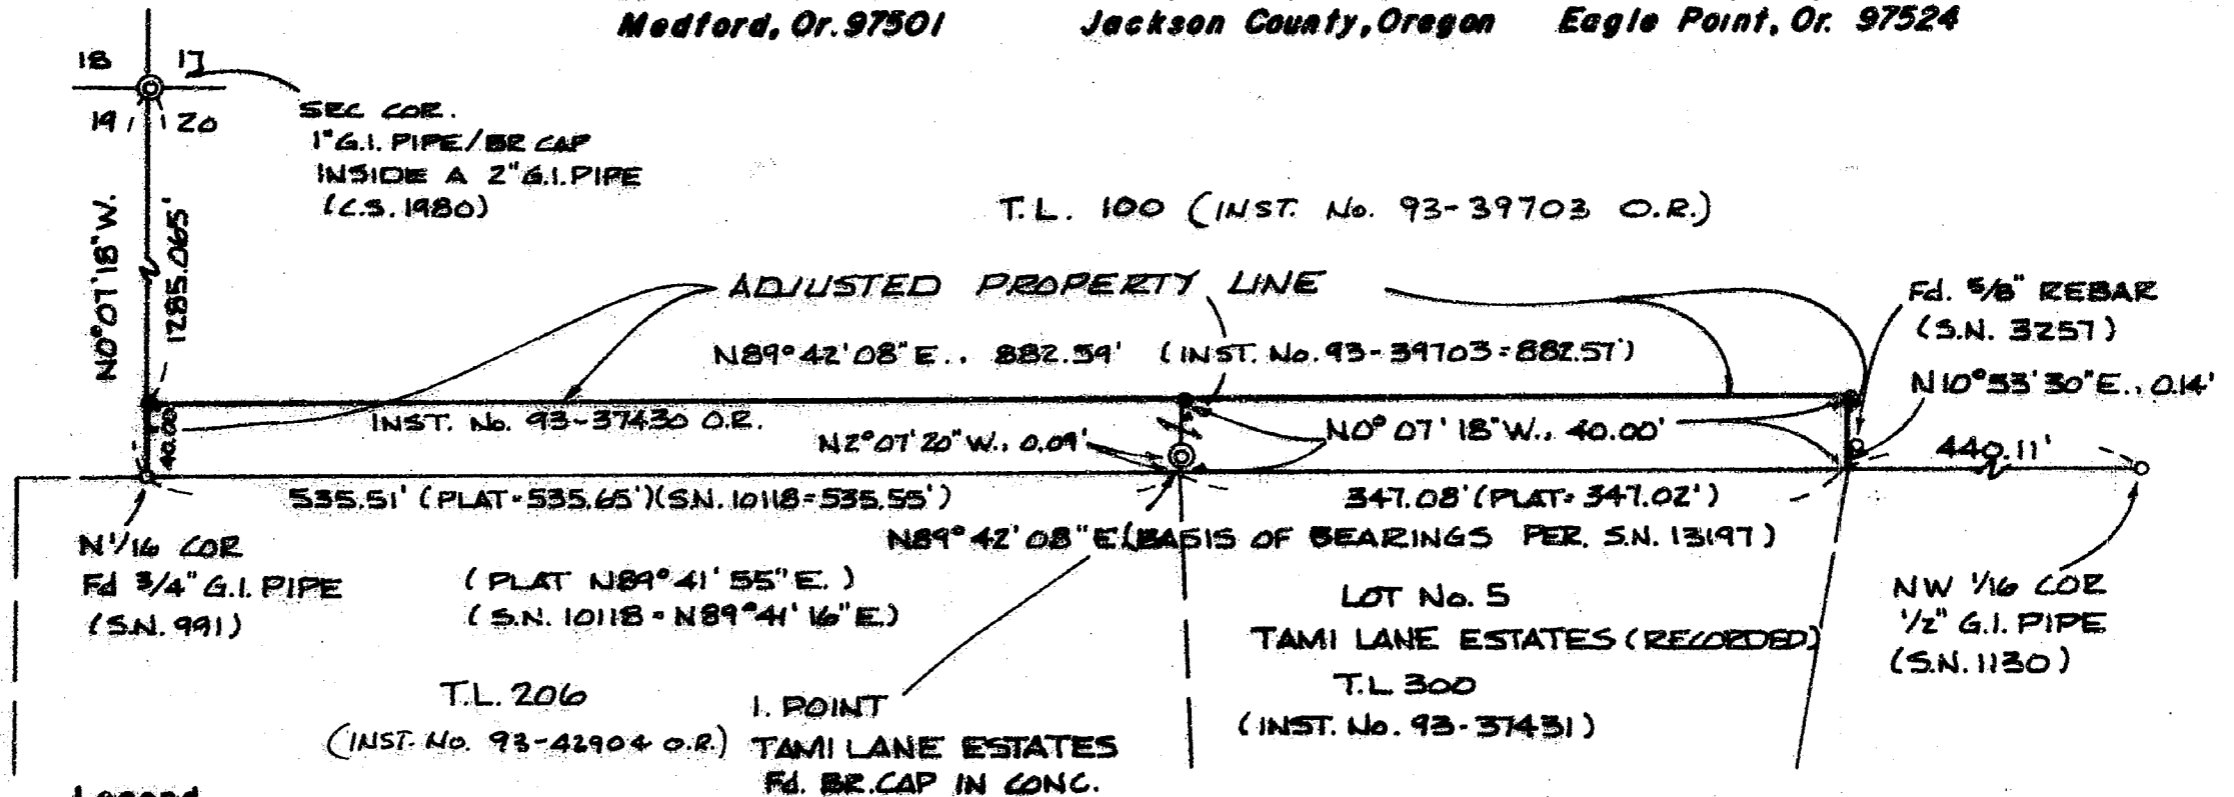 Medford, Or. 97501 Jackson County, Oregon Eagle Point, Or. 97524
18 17
19 20
SEC COR.
1" G.I. PIPE/BR CAP
INSIDE A 2" G.I. PIPE
(C.S. 1980)
N0°07'18"W.
1285.065'
T.L. 100 (INST. No. 93-39703 O.R.)
ADJUSTED PROPERTY LINE
Fd. 5/8" REBAR
(S.N. 3257)
N89°42'08"E., 882.59' (INST. No. 93-39703=882.57')
N10°53'30"E., 0.14'
40.00'
INST. No. 93-37430 O.R.
N2°07'20"W., 0.09'
N0°07'18"W., 40.00'
440.11'
535.51' (PLAT=535.65')(S.N. 10118=535.55')
347.08' (PLAT=347.02')
N89°42'08"E (BASIS OF BEARINGS PER. S.N. 13197)
N 1/16 COR
Fd 3/4" G.I. PIPE
(S.N. 991)
(PLAT N89°41'55"E.)
(S.N. 10118=N89°41'16"E.)
LOT No. 5
TAMI LANE ESTATES (RECORDED)
T.L 300
(INST. No. 93-37431)
NW 1/16 COR
1/2" G.I. PIPE
(S.N. 1130)
T.L. 206
(INST. No. 93-42904 O.R.)
I. POINT
TAMI LANE ESTATES
Fd. BR. CAP IN CONC.
Legend